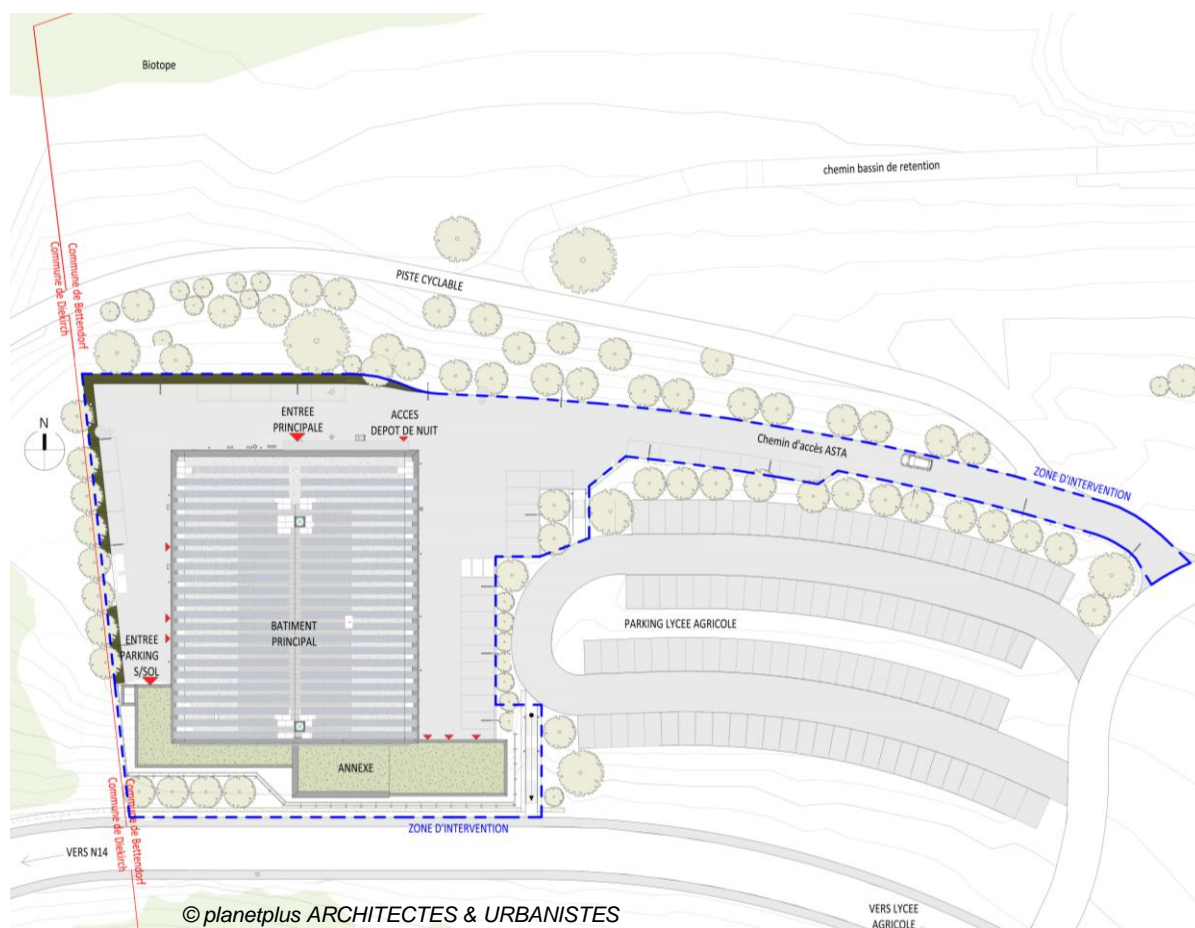 Biotope
chemin bassin de retention
Commune de Bettendorf
Commune de Diekirch
PISTE CYCLABLE
N
ENTREE
PRINCIPALE
ACCES
DEPOT DE NUIT
Chemin d'accès ASTA
ZONE D'INTERVENTION
BATIMENT
PRINCIPAL
PARKING LYCEE AGRICOLE
ENTREE
PARKING
S/SOL
ANNEXE
Commune de Bettendorf
Commune de Diekirch
ZONE D'INTERVENTION
VERS N14
VERS LYCEE
AGRICOLE
© planetplus ARCHITECTES & URBANISTES